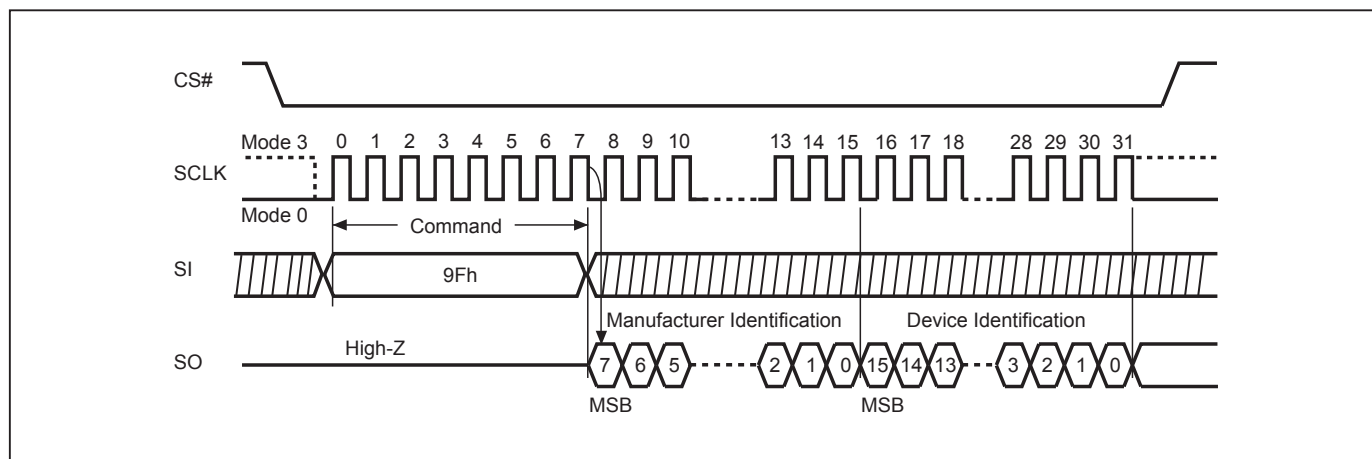 CS#
Mode 3 0 1 2 3 4 5 6 7 8 9 10 13 14 15 16 17 18 28 29 30 31
SCLK
Mode 0
Command
SI
9Fh
Manufacturer Identification Device Identification
High-Z
SO
7 6 5 2 1 0 15 14 13 3 2 1 0
MSB MSB